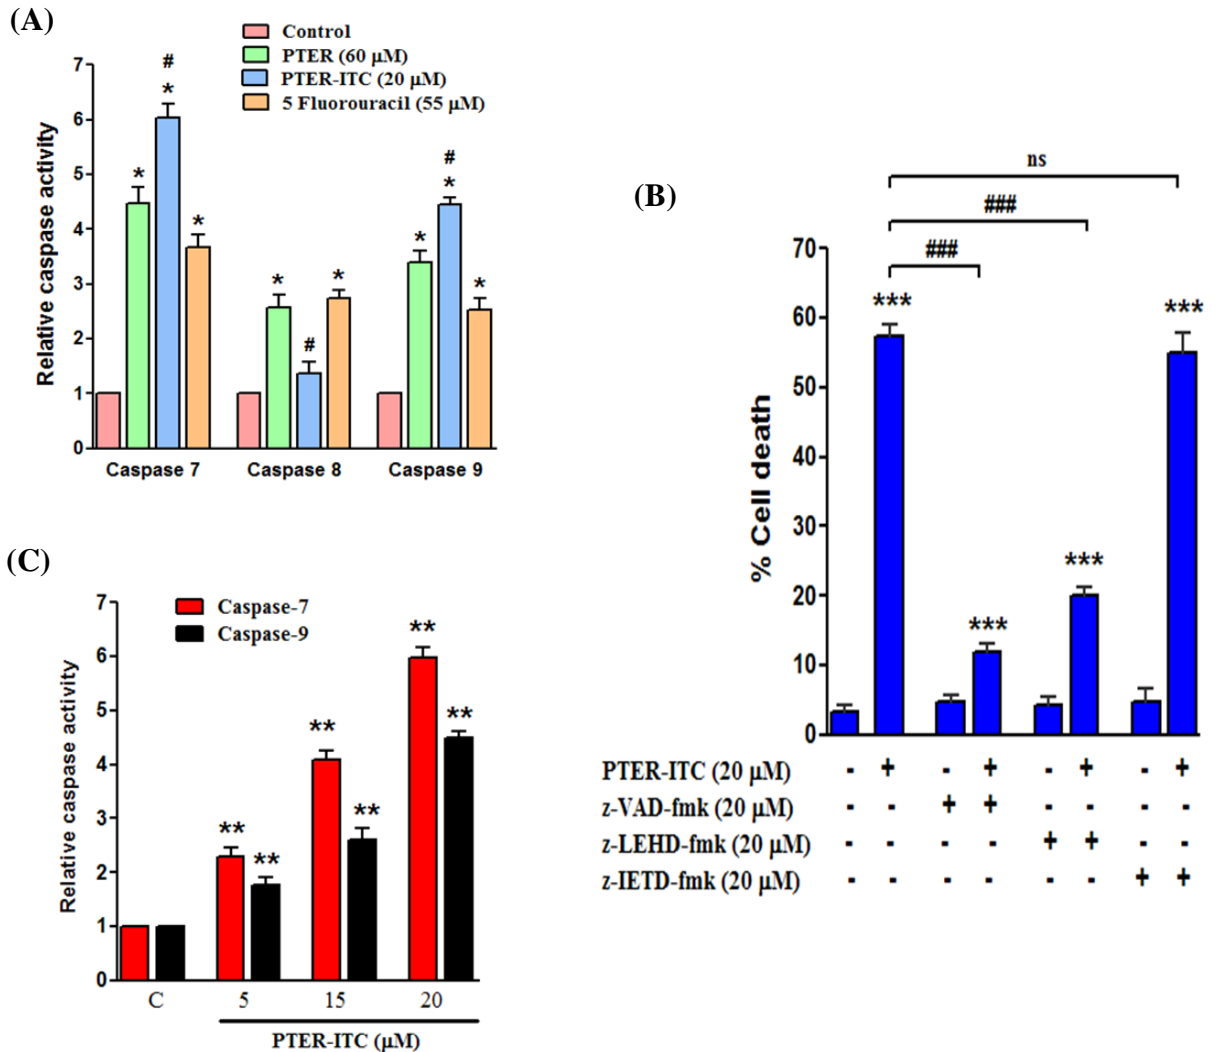 (A)
Control
PTER (60 µM)
PTER-ITC (20 µM)
5 Fluorouracil (55 µM)
Relative caspase activity
7
6
5
4
3
2
1
0
*
#
*
*
*
#
*
*
#
*
*
Caspase 7 Caspase 8 Caspase 9
(B)
ns
###
###
% Cell death
70
60
50
40
30
20
10
0
***
***
***
***
PTER-ITC (20 µM) - + - + - + - +
z-VAD-fmk (20 µM) - - + + - - - -
z-LEHD-fmk (20 µM) - - - - + + - -
z-IETD-fmk (20 µM) - - - - - - + +
(C)
Caspase-7
Caspase-9
Relative caspase activity
7
6
5
4
3
2
1
0
**
**
**
**
**
**
C 5 15 20
PTER-ITC (µM)